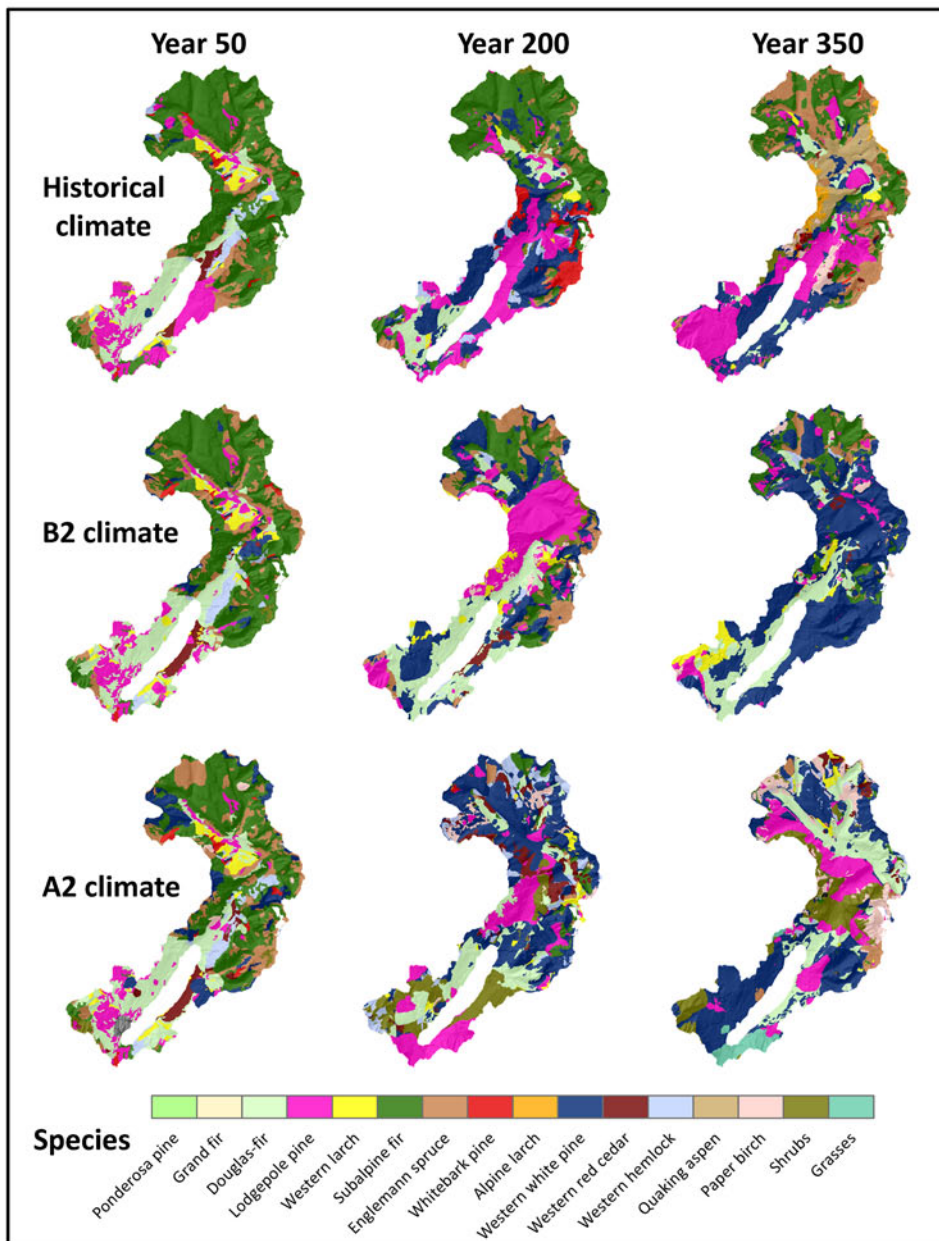 Year 50
Year 200
Year 350
Historical
climate
B2 climate
A2 climate
Species
Ponderosa pine
Grand fir
Douglas-fir
Lodgepole pine
Western larch
Subalpine fir
Englemann spruce
Whitebark pine
Alpine larch
Western white pine
Western red cedar
Western hemlock
Quaking aspen
Paper birch
Shrubs
Grasses